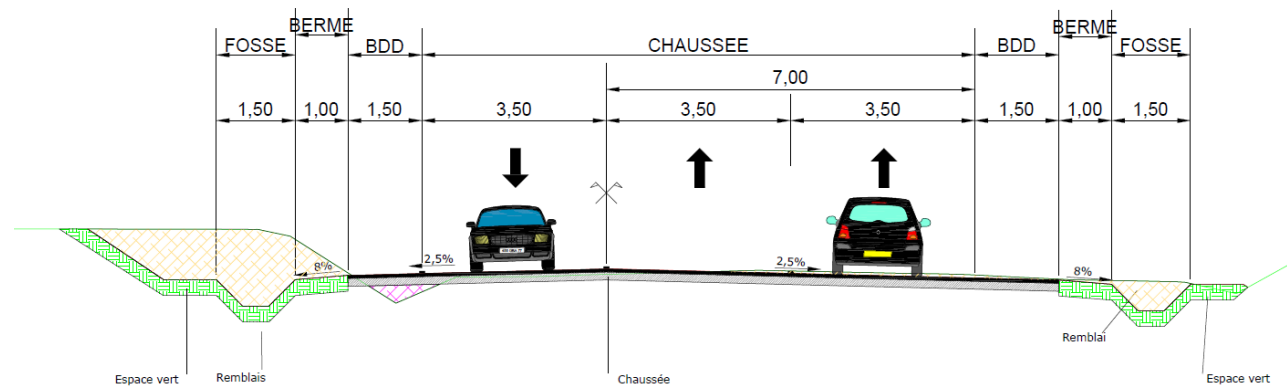 BERME BERME
FOSSE BDD CHAUSSEE BDD FOSSE
7,00
1,50 1,00 1,50 3,50 3,50 3,50 1,50 1,00 1,50
8% 2,5% 2,5% 8%
Remblai
Espace vert Remblais Chaussée Espace vert